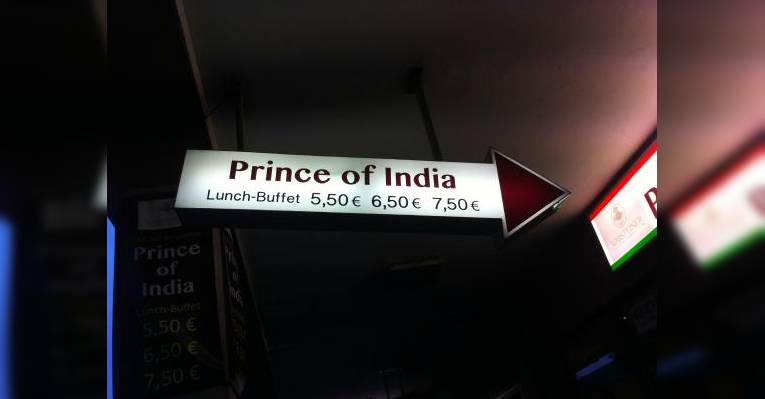 Prince of India
Lunch-Buffet 5,50 € 6,50 € 7,50 €
Prince
of
India
Lunch-Buffet
5,50 €
6,50 €
7,50 €